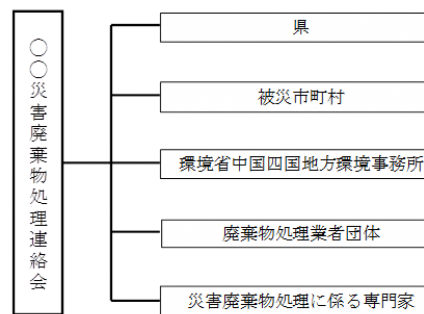 〇〇災害廃棄物処理連絡会
県
被災市町村
環境省中国四国地方環境事務所
廃棄物処理業者団体
災害廃棄物処理に係る専門家